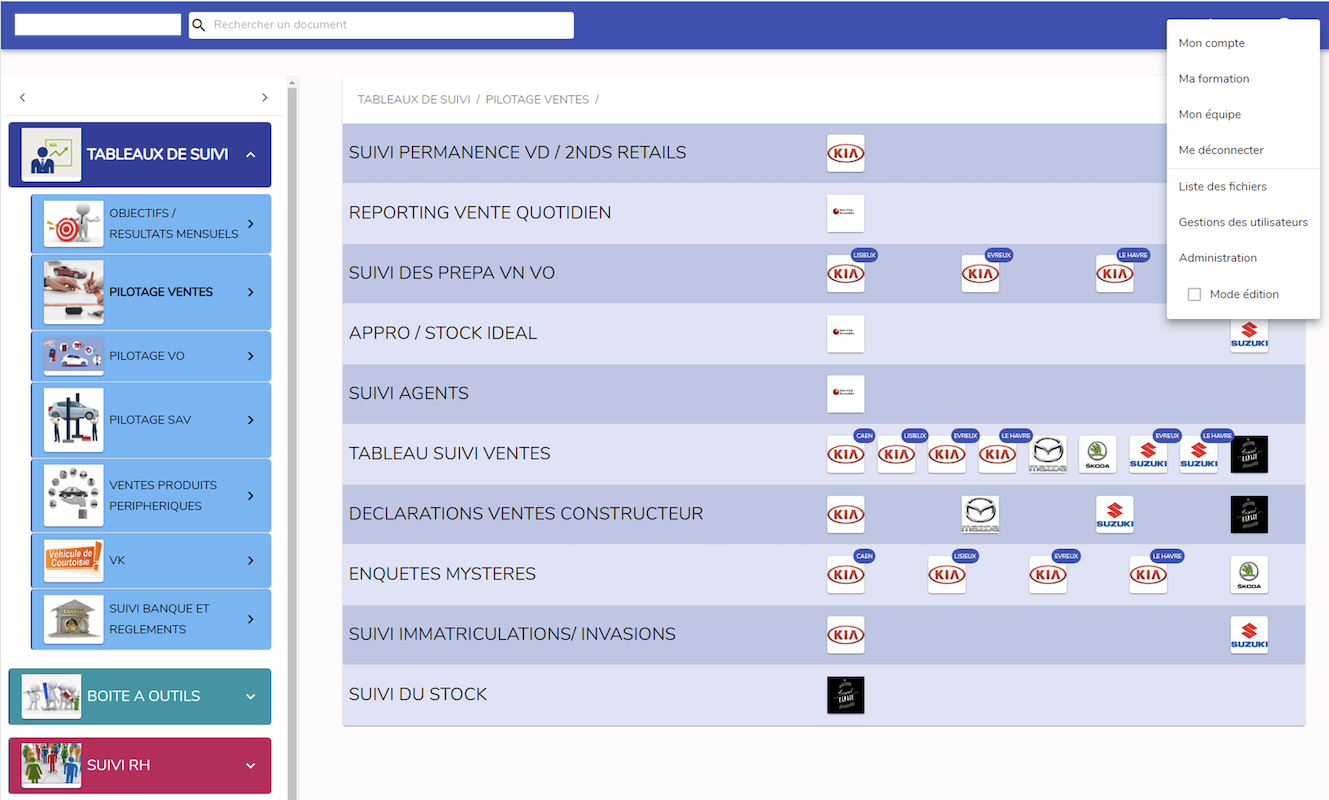 Rechercher un document
Mon compte
Ma formation
Mon équipe
Me déconnecter
Liste des fichiers
Gestions des utilisateurs
Administration
Mode édition
TABLEAUX DE SUIVI
OBJECTIFS /
RESULTATS MENSUELS
PILOTAGE VENTES
PILOTAGE VO
PILOTAGE SAV
VENTES PRODUITS
PERIPHERIQUES
Véhicule de
Courtoisie
VK
SUIVI BANQUE ET
REGLEMENTS
BOITE A OUTILS
SUIVI RH
TABLEAUX DE SUIVI / PILOTAGE VENTES /
SUIVI PERMANENCE VD / 2NDS RETAILS KIA
REPORTING VENTE QUOTIDIEN
LISIEUX EVREUX LE HAVRE
SUIVI DES PREPA VN VO KIA KIA KIA
APPRO / STOCK IDEAL SUZUKI
SUIVI AGENTS
CAEN LISIEUX EVREUX LE HAVRE EVREUX LE HAVRE
TABLEAU SUIVI VENTES KIA KIA KIA KIA mazda ŠKODA SUZUKI SUZUKI
DECLARATIONS VENTES CONSTRUCTEUR KIA mazda SUZUKI
CAEN LISIEUX EVREUX LE HAVRE
ENQUETES MYSTERES KIA KIA KIA KIA ŠKODA
SUIVI IMMATRICULATIONS/ INVASIONS KIA SUZUKI
SUIVI DU STOCK